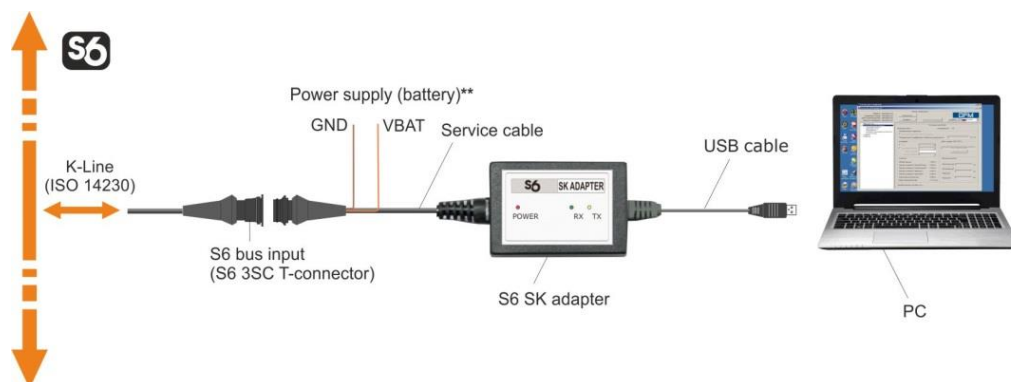 S6
Power supply (battery)**
GND
VBAT
Service cable
USB cable
K-Line
(ISO 14230)
S6
SK ADAPTER
POWER
RX
TX
S6 bus input
(S6 3SC T-connector)
S6 SK adapter
PC